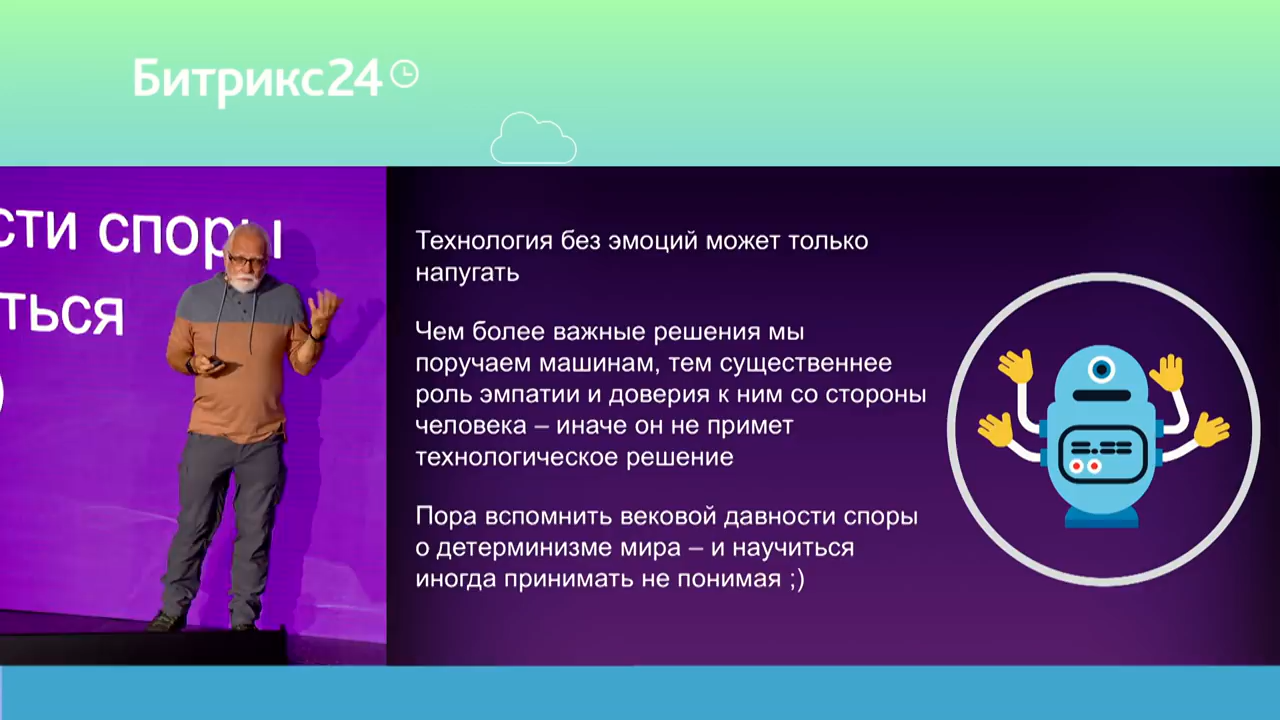 Битрикс24
сти споры
ться
)
Технология без эмоций может только
напугать
Чем более важные решения мы
поручаем машинам, тем существеннее
роль эмпатии и доверия к ним со стороны
человека – иначе он не примет
технологическое решение
Пора вспомнить вековой давности споры
о детерминизме мира – и научиться
иногда принимать не понимая ;)